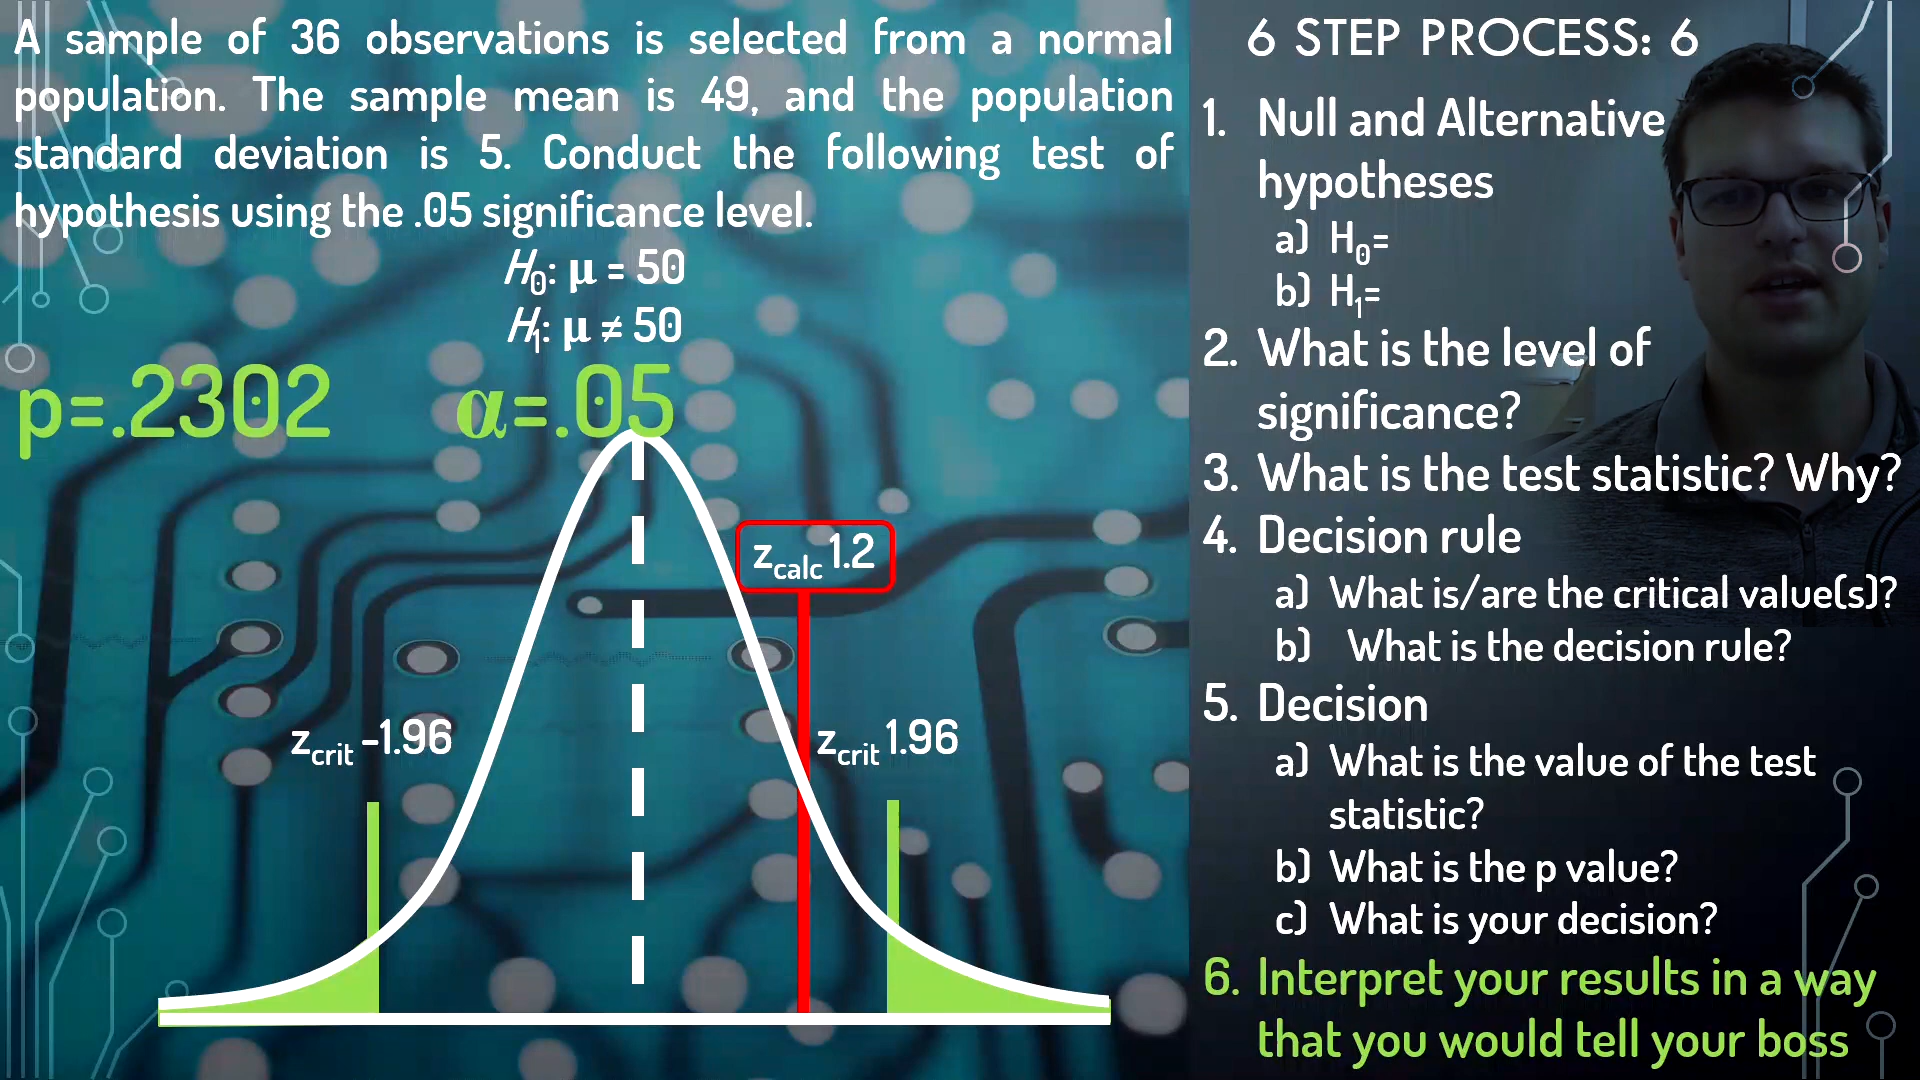 A sample of 36 observations is selected from a normal
population. The sample mean is 49, and the population
standard deviation is 5. Conduct the following test of
hypothesis using the .05 significance level.
H₀: μ = 50
H₁: μ ≠ 50
p=.2302 α=.05
z_calc 1.2
z_crit -1.96
z_crit 1.96
6 STEP PROCESS: 6
1. Null and Alternative
hypotheses
a) H₀=
b) H₁=
2. What is the level of
significance?
3. What is the test statistic? Why?
4. Decision rule
a) What is/are the critical value(s)?
b) What is the decision rule?
5. Decision
a) What is the value of the test
statistic?
b) What is the p value?
c) What is your decision?
6. Interpret your results in a way
that you would tell your boss